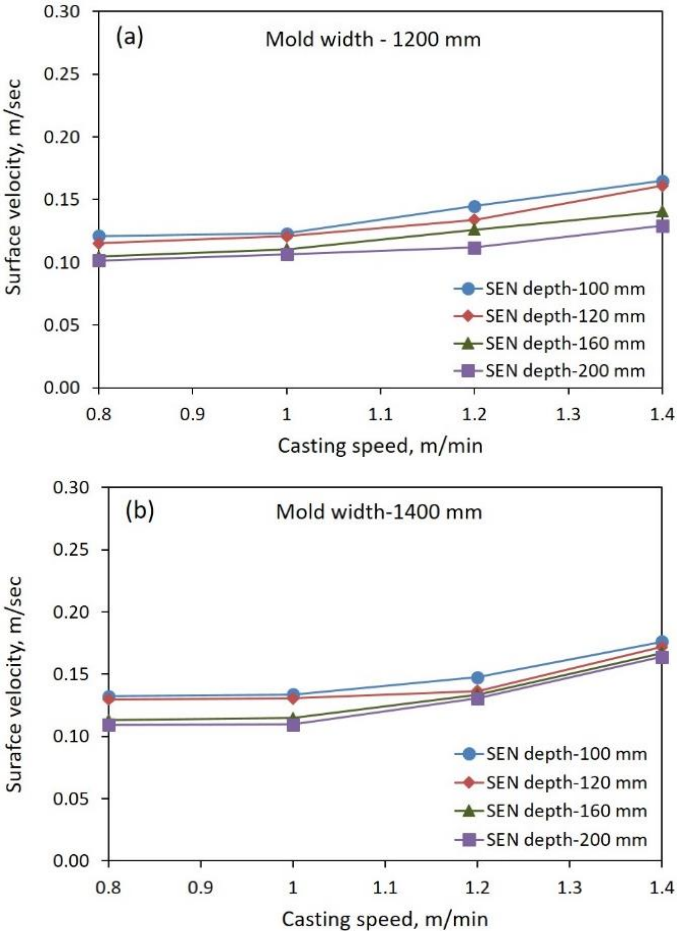 (a) Mold width - 1200 mm
Surface velocity, m/sec
0.30
0.25
0.20
0.15
0.10
0.05
0.00
SEN depth-100 mm
SEN depth-120 mm
SEN depth-160 mm
SEN depth-200 mm
0.8 0.9 1 1.1 1.2 1.3 1.4
Casting speed, m/min
(b) Mold width-1400 mm
Surafce velocity, m/sec
0.30
0.25
0.20
0.15
0.10
0.05
0.00
SEN depth-100 mm
SEN depth-120 mm
SEN depth-160 mm
SEN depth-200 mm
0.8 0.9 1 1.1 1.2 1.3 1.4
Casting speed, m/min